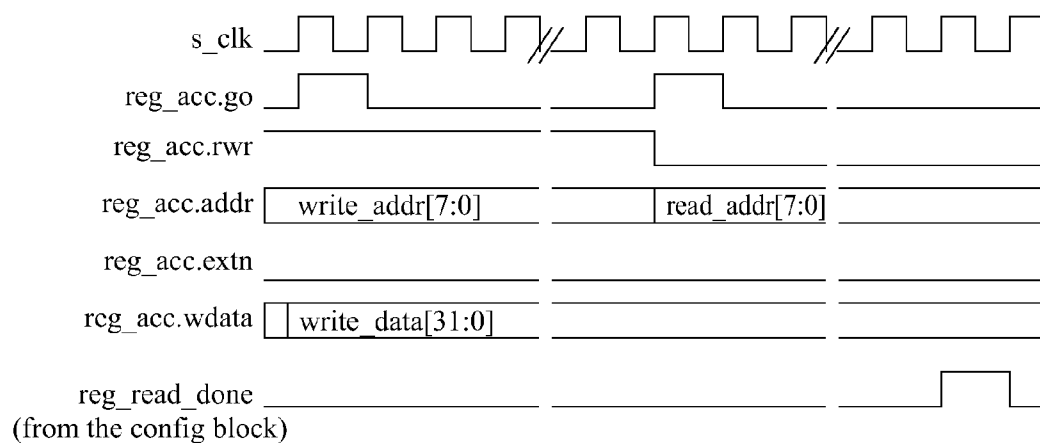 s_clk
reg_acc.go
reg_acc.rwr
reg_acc.addr write_addr[7:0] read_addr[7:0]
reg_acc.extn
rcg_acc.wdata write_data[31:0]
reg_read_done
(from the config block)